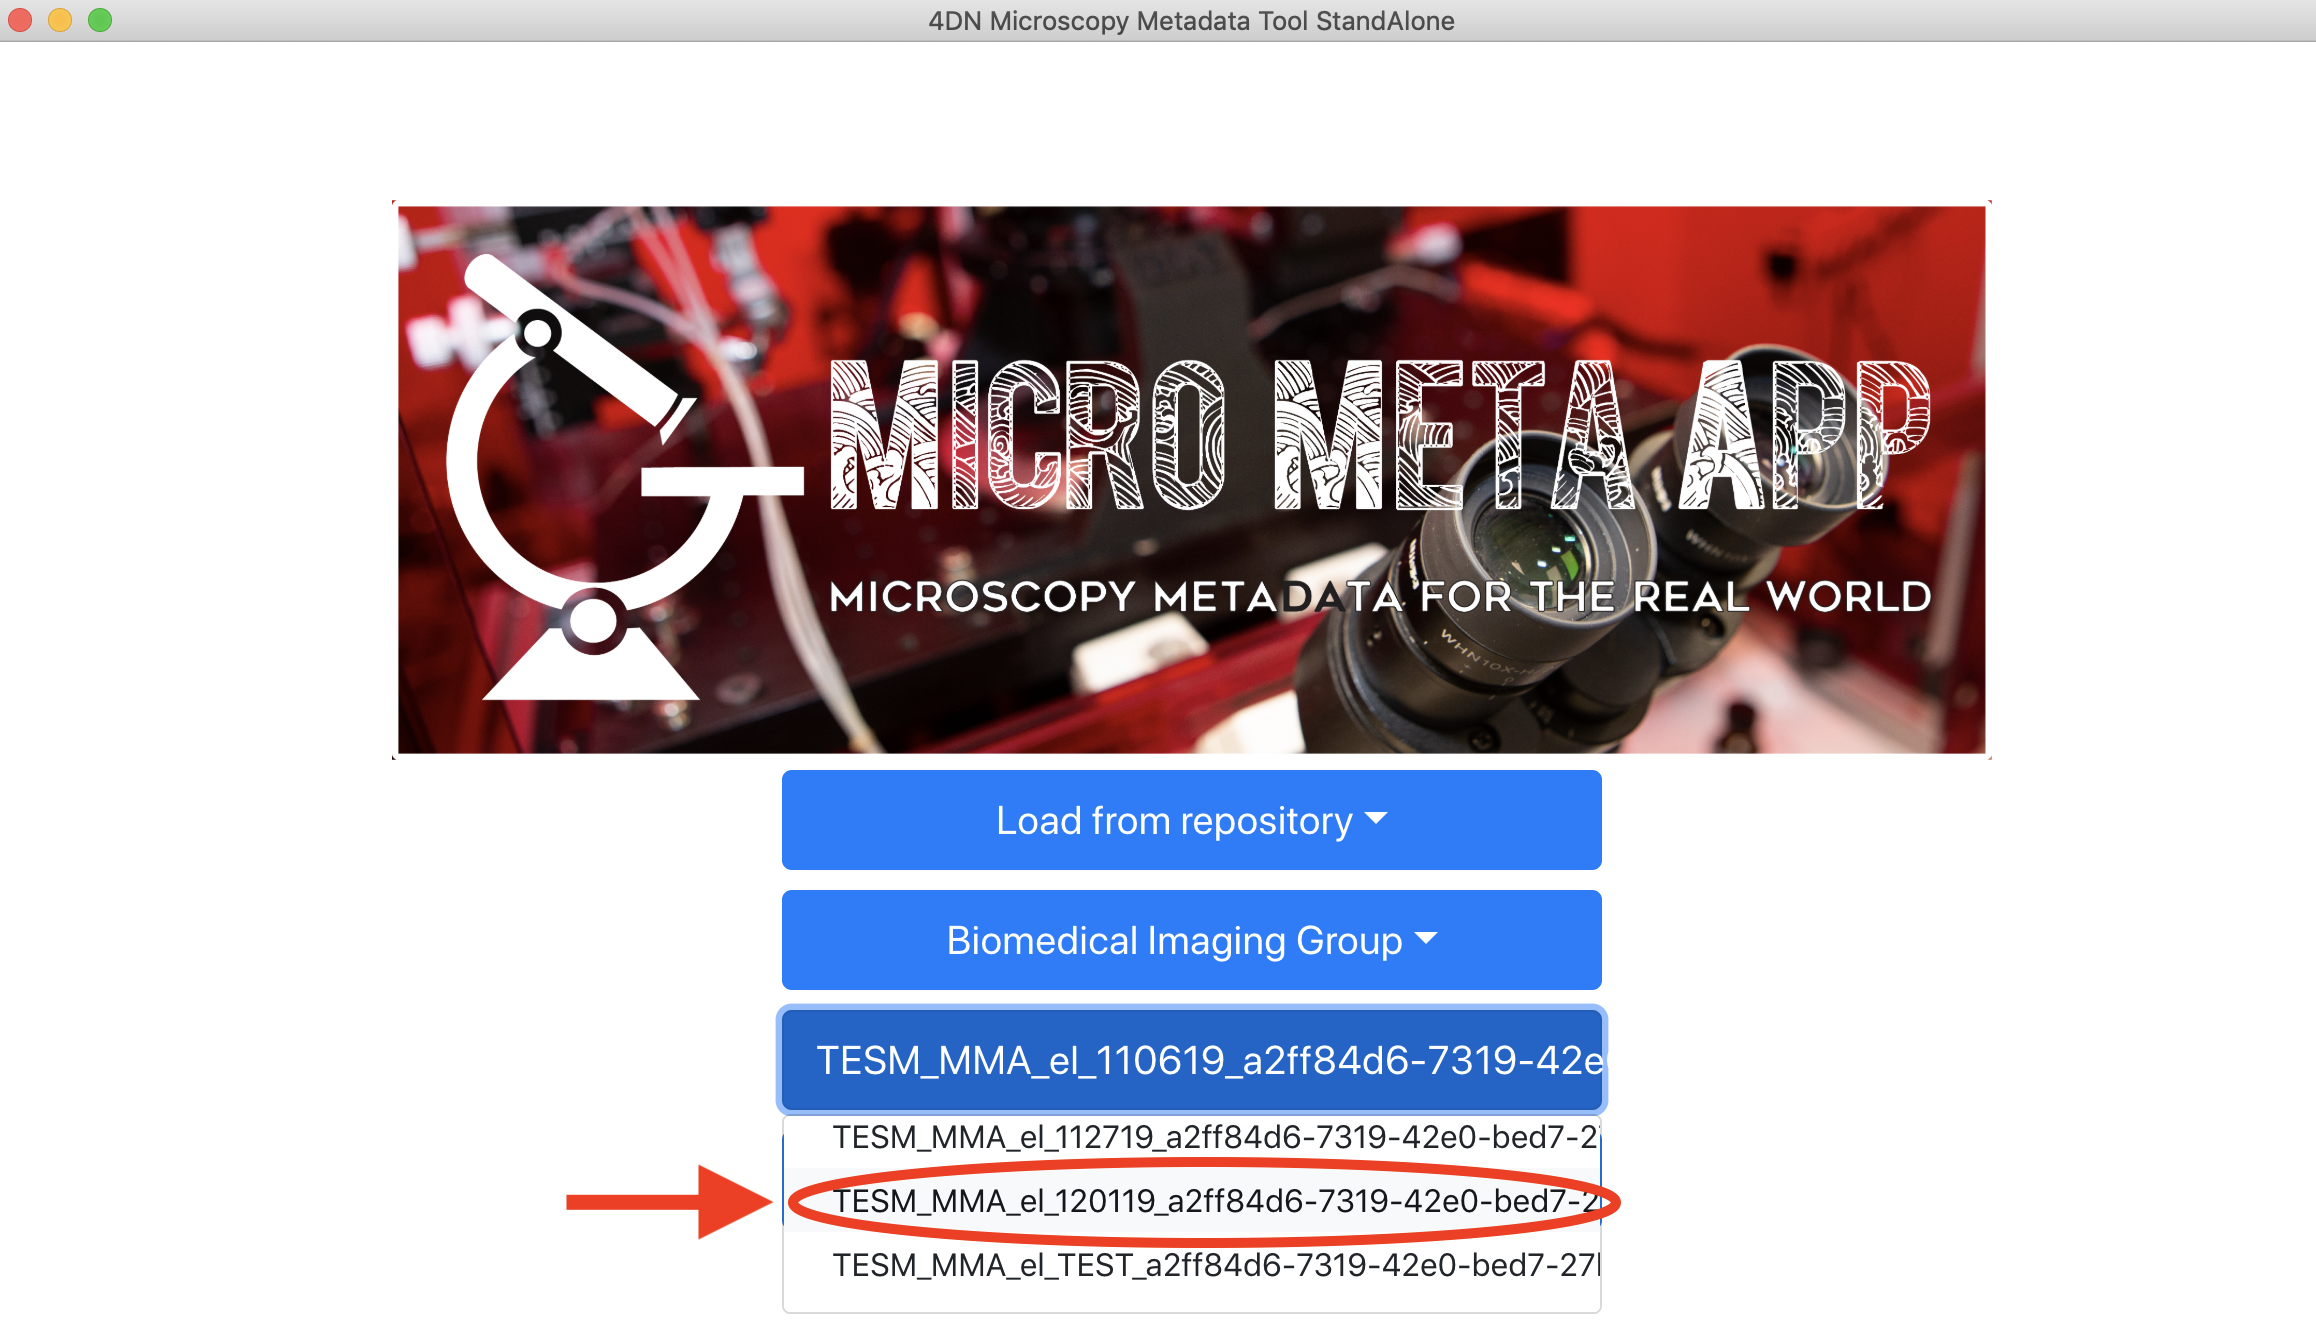 4DN Microscopy Metadata Tool StandAlone
MICRO META APP
MICROSCOPY METADATA FOR THE REAL WORLD
WHN10X-H
Load from repository
Biomedical Imaging Group
TESM_MMA_el_110619_a2ff84d6-7319-42e
TESM_MMA_el_112719_a2ff84d6-7319-42e0-bed7-2
TESM_MMA_el_120119_a2ff84d6-7319-42e0-bed7-2
TESM_MMA_el_TEST_a2ff84d6-7319-42e0-bed7-27